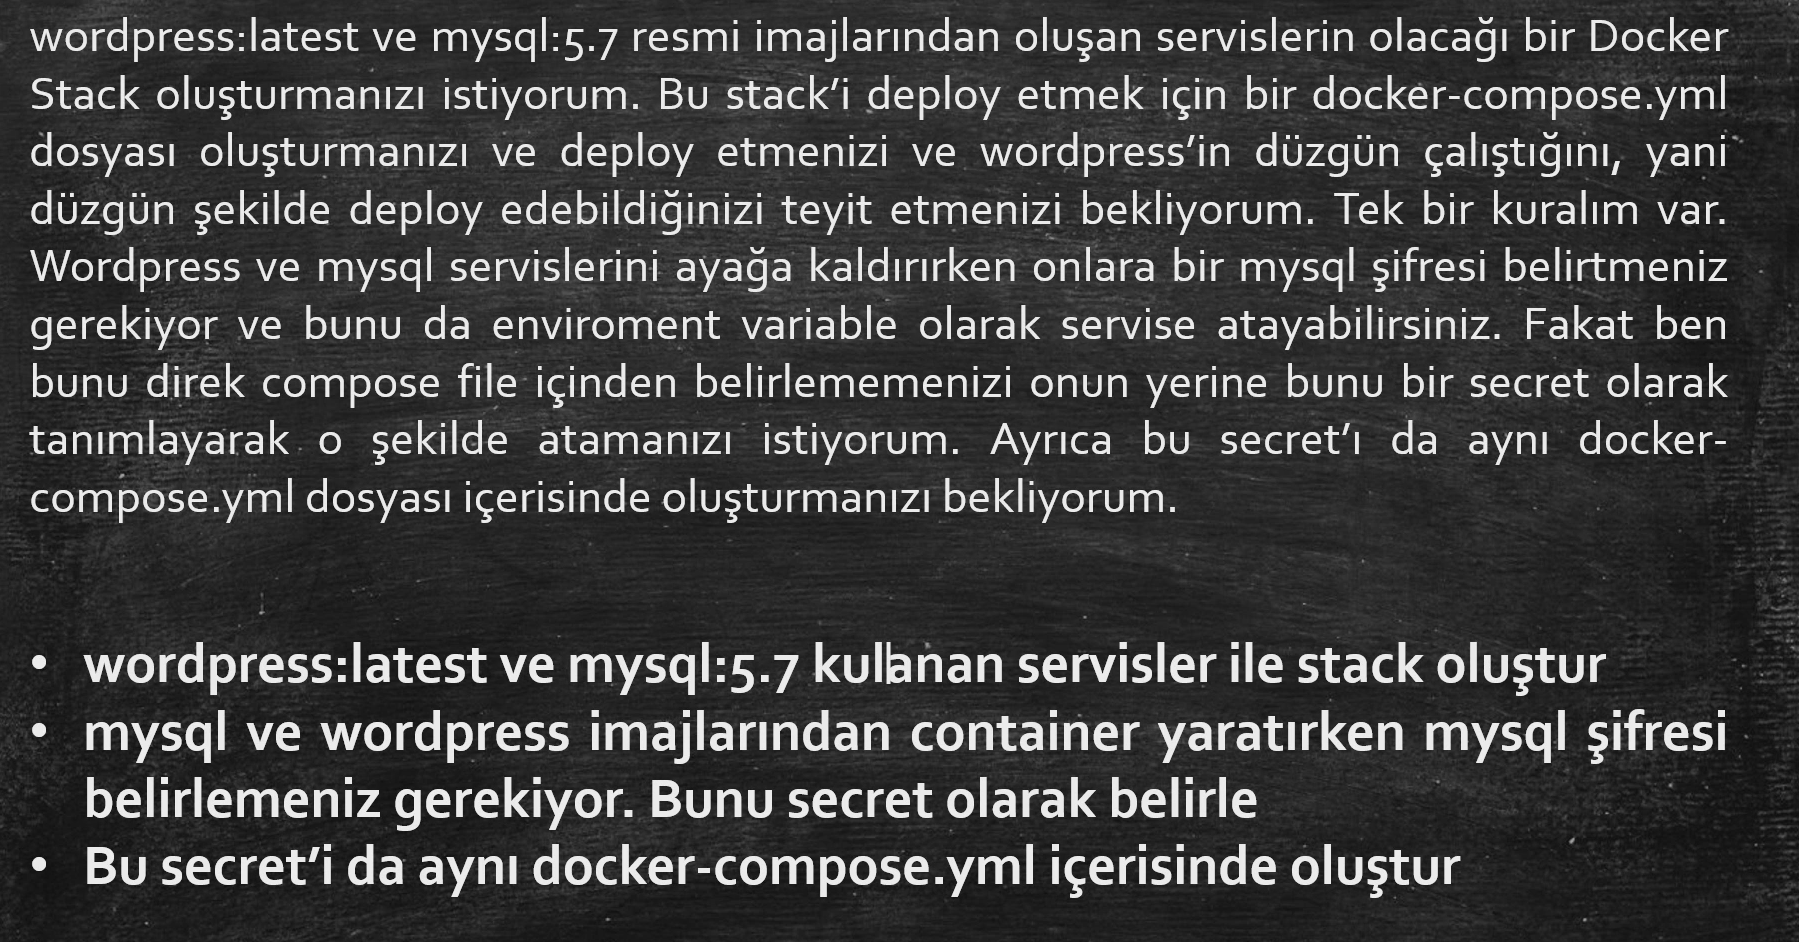 wordpress:latest ve mysql:5.7 resmi imajlarından oluşan servislerin olacağı bir Docker
Stack oluşturmanızı istiyorum. Bu stack’i deploy etmek için bir docker-compose.yml
dosyası oluşturmanızı ve deploy etmenizi ve wordpress’in düzgün çalıştığını, yani
düzgün şekilde deploy edebildiğinizi teyit etmenizi bekliyorum. Tek bir kuralım var.
Wordpress ve mysql servislerini ayağa kaldırırken onlara bir mysql şifresi belirtmeniz
gerekiyor ve bunu da enviroment variable olarak servise atayabilirsiniz. Fakat ben
bunu direk compose file içinden belirlememenizi onun yerine bunu bir secret olarak
tanımlayarak o şekilde atamanızı istiyorum. Ayrıca bu secret’ı da aynı docker-
compose.yml dosyası içerisinde oluşturmanızı bekliyorum.
• wordpress:latest ve mysql:5.7 kullanan servisler ile stack oluştur
• mysql ve wordpress imajlarından container yaratırken mysql şifresi
belirlemeniz gerekiyor. Bunu secret olarak belirle
• Bu secret’i da aynı docker-compose.yml içerisinde oluştur